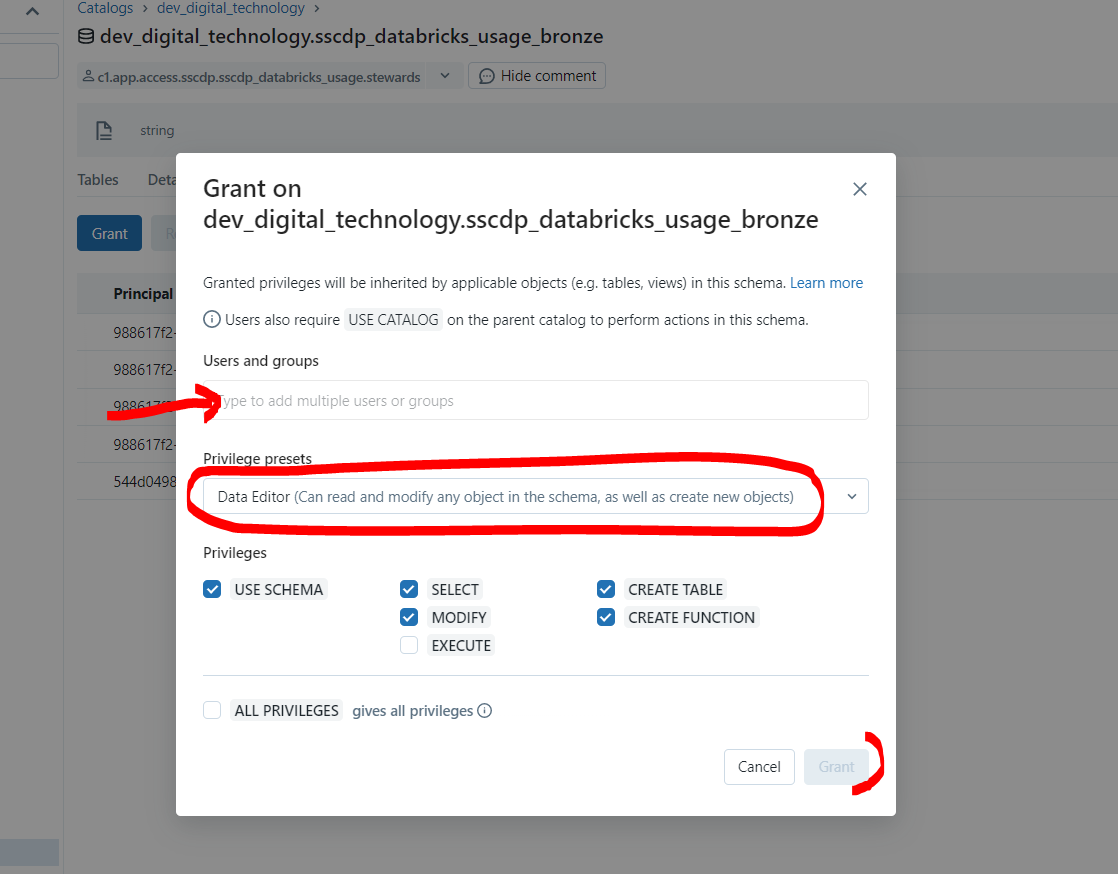 Catalogs > dev_digital_technology >
dev_digital_technology.sscdp_databricks_usage_bronze
c1.app.access.sscdp.sscdp_databricks_usage.stewards
Hide comment
string
Tables
Grant
Principal
988617f2-
988617f2-
988617f2-
544d0498
Grant on
dev_digital_technology.sscdp_databricks_usage_bronze
Granted privileges will be inherited by applicable objects (e.g. tables, views) in this schema. Learn more
Users also require USE CATALOG on the parent catalog to perform actions in this schema.
Users and groups
Type to add multiple users or groups
Privilege presets
Data Editor (Can read and modify any object in the schema, as well as create new objects)
Privileges
USE SCHEMA SELECT CREATE TABLE
MODIFY CREATE FUNCTION
EXECUTE
ALL PRIVILEGES gives all privileges
Cancel Grant